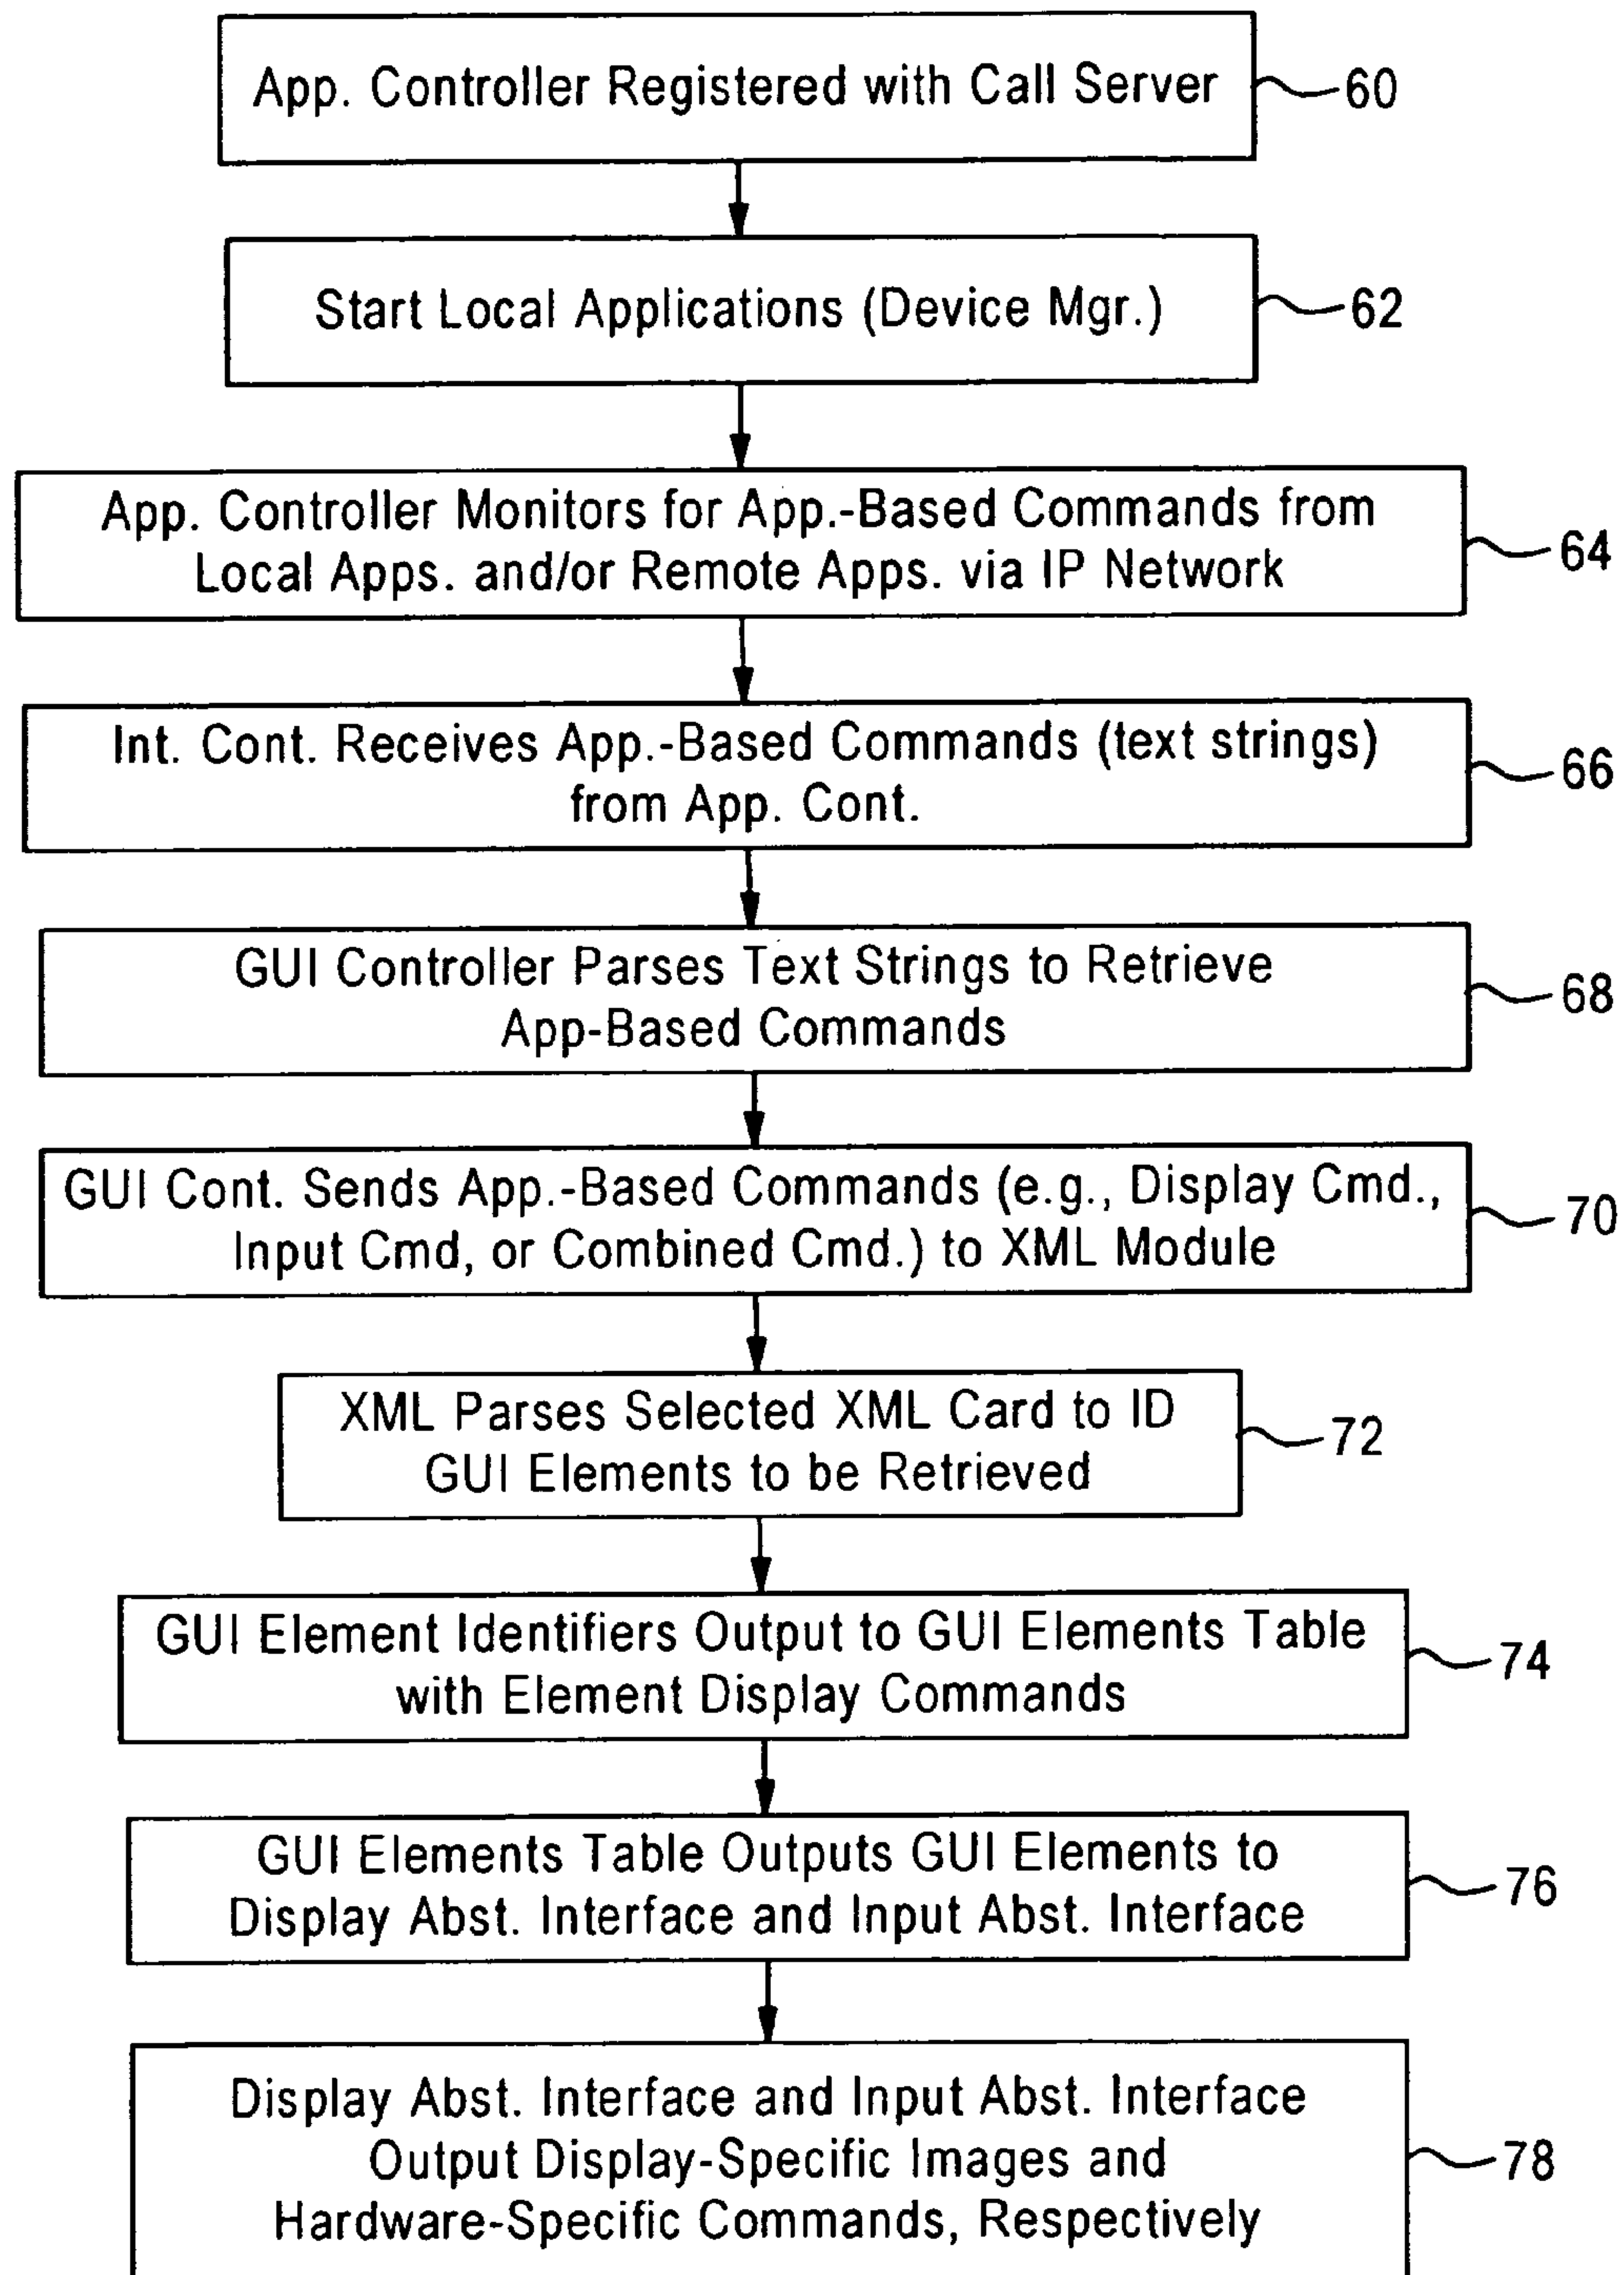 App. Controller Registered with Call Server
60
Start Local Applications (Device Mgr.)
62
App. Controller Monitors for App.-Based Commands from
Local Apps. and/or Remote Apps. via IP Network
64
Int. Cont. Receives App.-Based Commands (text strings)
from App. Cont.
66
GUI Controller Parses Text Strings to Retrieve
App-Based Commands
68
GUI Cont. Sends App.-Based Commands (e.g., Display Cmd.,
Input Cmd, or Combined Cmd.) to XML Module
70
XML Parses Selected XML Card to ID
GUI Elements to be Retrieved
72
GUI Element Identifiers Output to GUI Elements Table
with Element Display Commands
74
GUI Elements Table Outputs GUI Elements to
Display Abst. Interface and Input Abst. Interface
76
Display Abst. Interface and Input Abst. Interface
Output Display-Specific Images and
Hardware-Specific Commands, Respectively
78